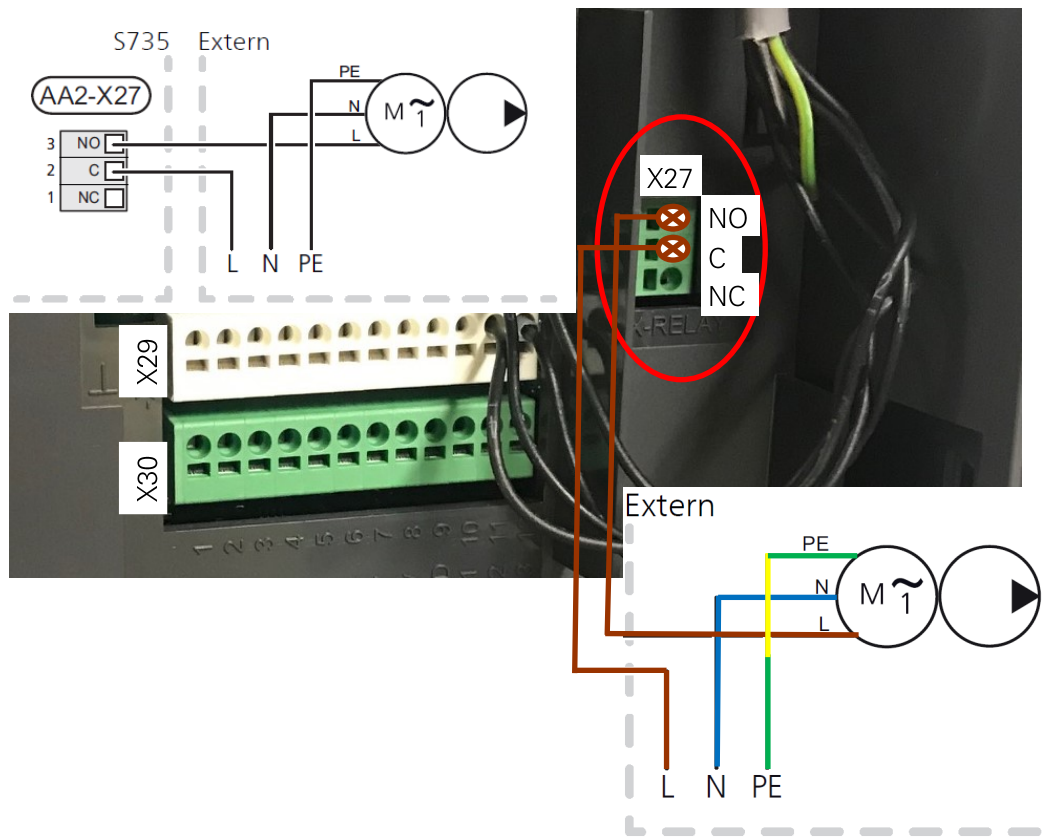 S735 Extern
AA2-X27
3 NO
2 C
1 NC
PE
N
L
M ~ 1
L N PE
X27
NO
C
NC
X29
X30
1 2 3 4 5 6 7 8 9 10 11
Extern
PE
N
L
M ~ 1
L N PE